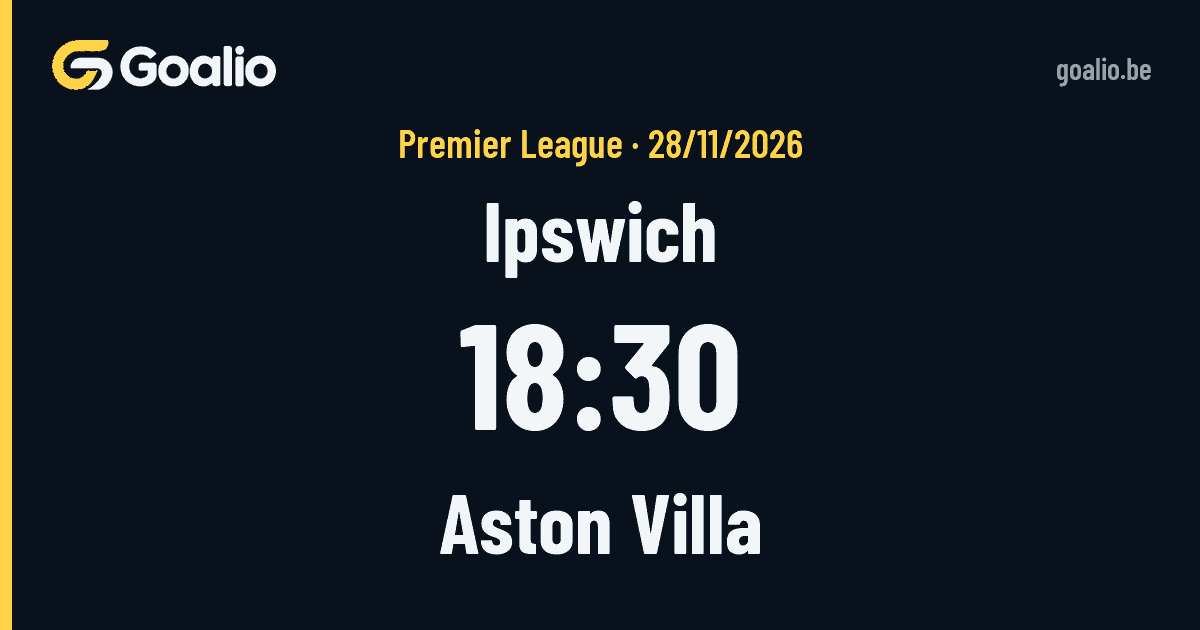 Goalio
goalio.be
Premier League · 28/11/2026
Ipswich
18:30
Aston Villa